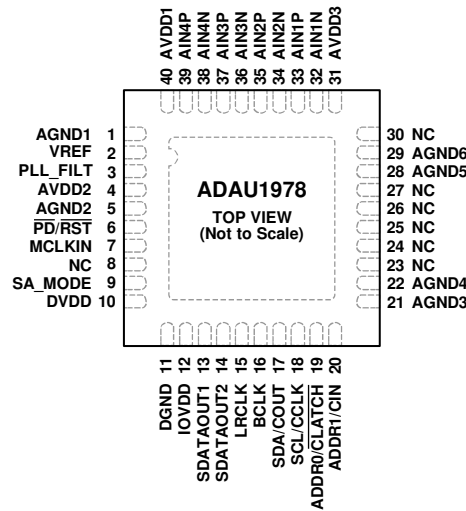 40 AVDD1
39 AIN4P
38 AIN4N
37 AIN3P
36 AIN3N
35 AIN2P
34 AIN2N
33 AIN1P
32 AIN1N
31 AVDD3
AGND1 1
VREF 2
PLL_FILT 3
AVDD2 4
AGND2 5
PD/RST 6
MCLKIN 7
NC 8
SA_MODE 9
DVDD 10
ADAU1978
TOP VIEW
(Not to Scale)
30 NC
29 AGND6
28 AGND5
27 NC
26 NC
25 NC
24 NC
23 NC
22 AGND4
21 AGND3
DGND 11
IOVDD 12
SDATAOUT1 13
SDATAOUT2 14
LRCLK 15
BCLK 16
SDA/COUT 17
SCL/CCLK 18
ADDR0/CLATCH 19
ADDR1/CIN 20